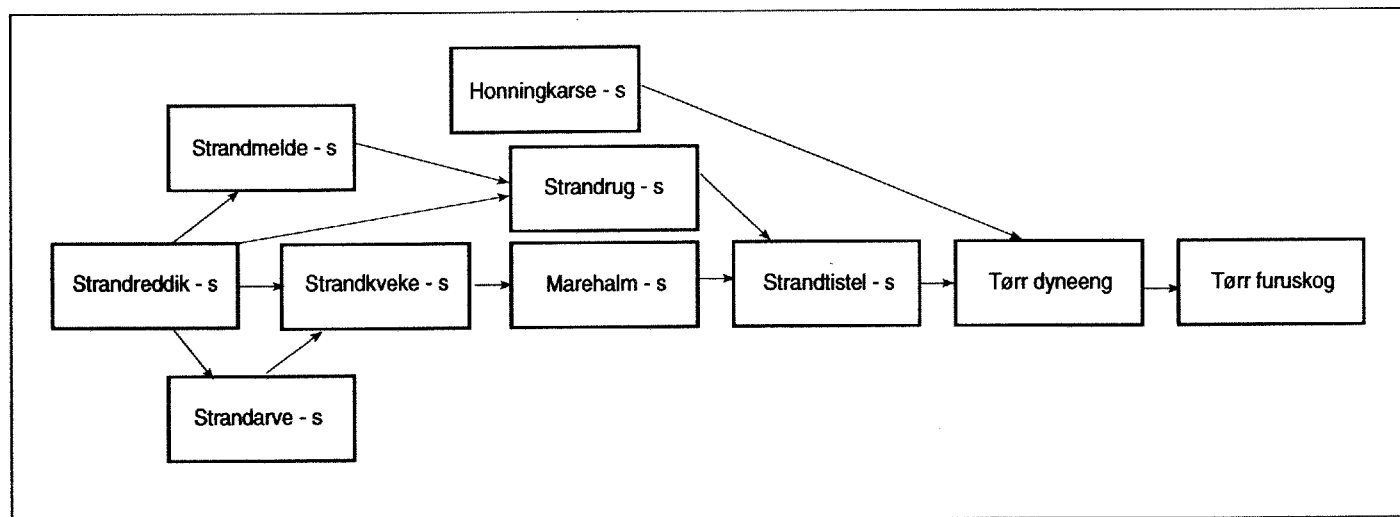 Honningkarse - s
Strandmelde - s
Strandrug - s
Strandreddik - s
Strandkveke - s
Marehalm - s
Strandtistel - s
Tørr dyneeng
Tørr furuskog
Strandarve - s